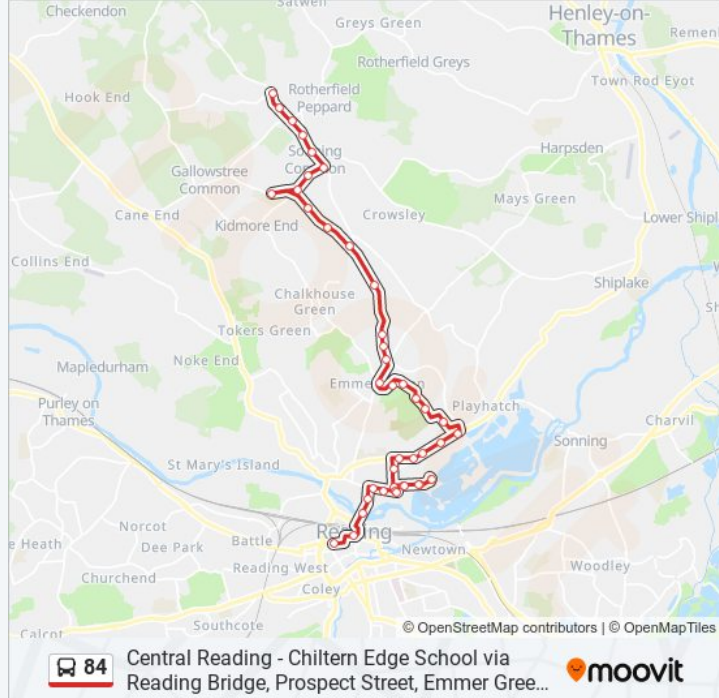 Checkendon
Satwell
Greys Green
Henley-on-
Thames
Remen
Rotherfield Greys
Town Rod Eyot
Hook End
Rotherfield
Peppard
Harpsden
Gallowstree
Common
Cane End
Crowsley
Mays Green
Lower Shipl
Kidmore End
Collins End
Shiplake
Chalkhouse
Green
Tokers Green
Noke End
Mapledurham
Playhatch
Purley on
Thames
Charvil
Sonning
St Mary's Island
Reading
Norcot
Battle
Newtown
e Heath
Dee Park
Reading West
Woodley
Churchend
Coley
Southcote
Calcot
© OpenStreetMap contributors | © OpenMapTiles
84
Central Reading - Chiltern Edge School via
Reading Bridge, Prospect Street, Emmer Gree...
moovit